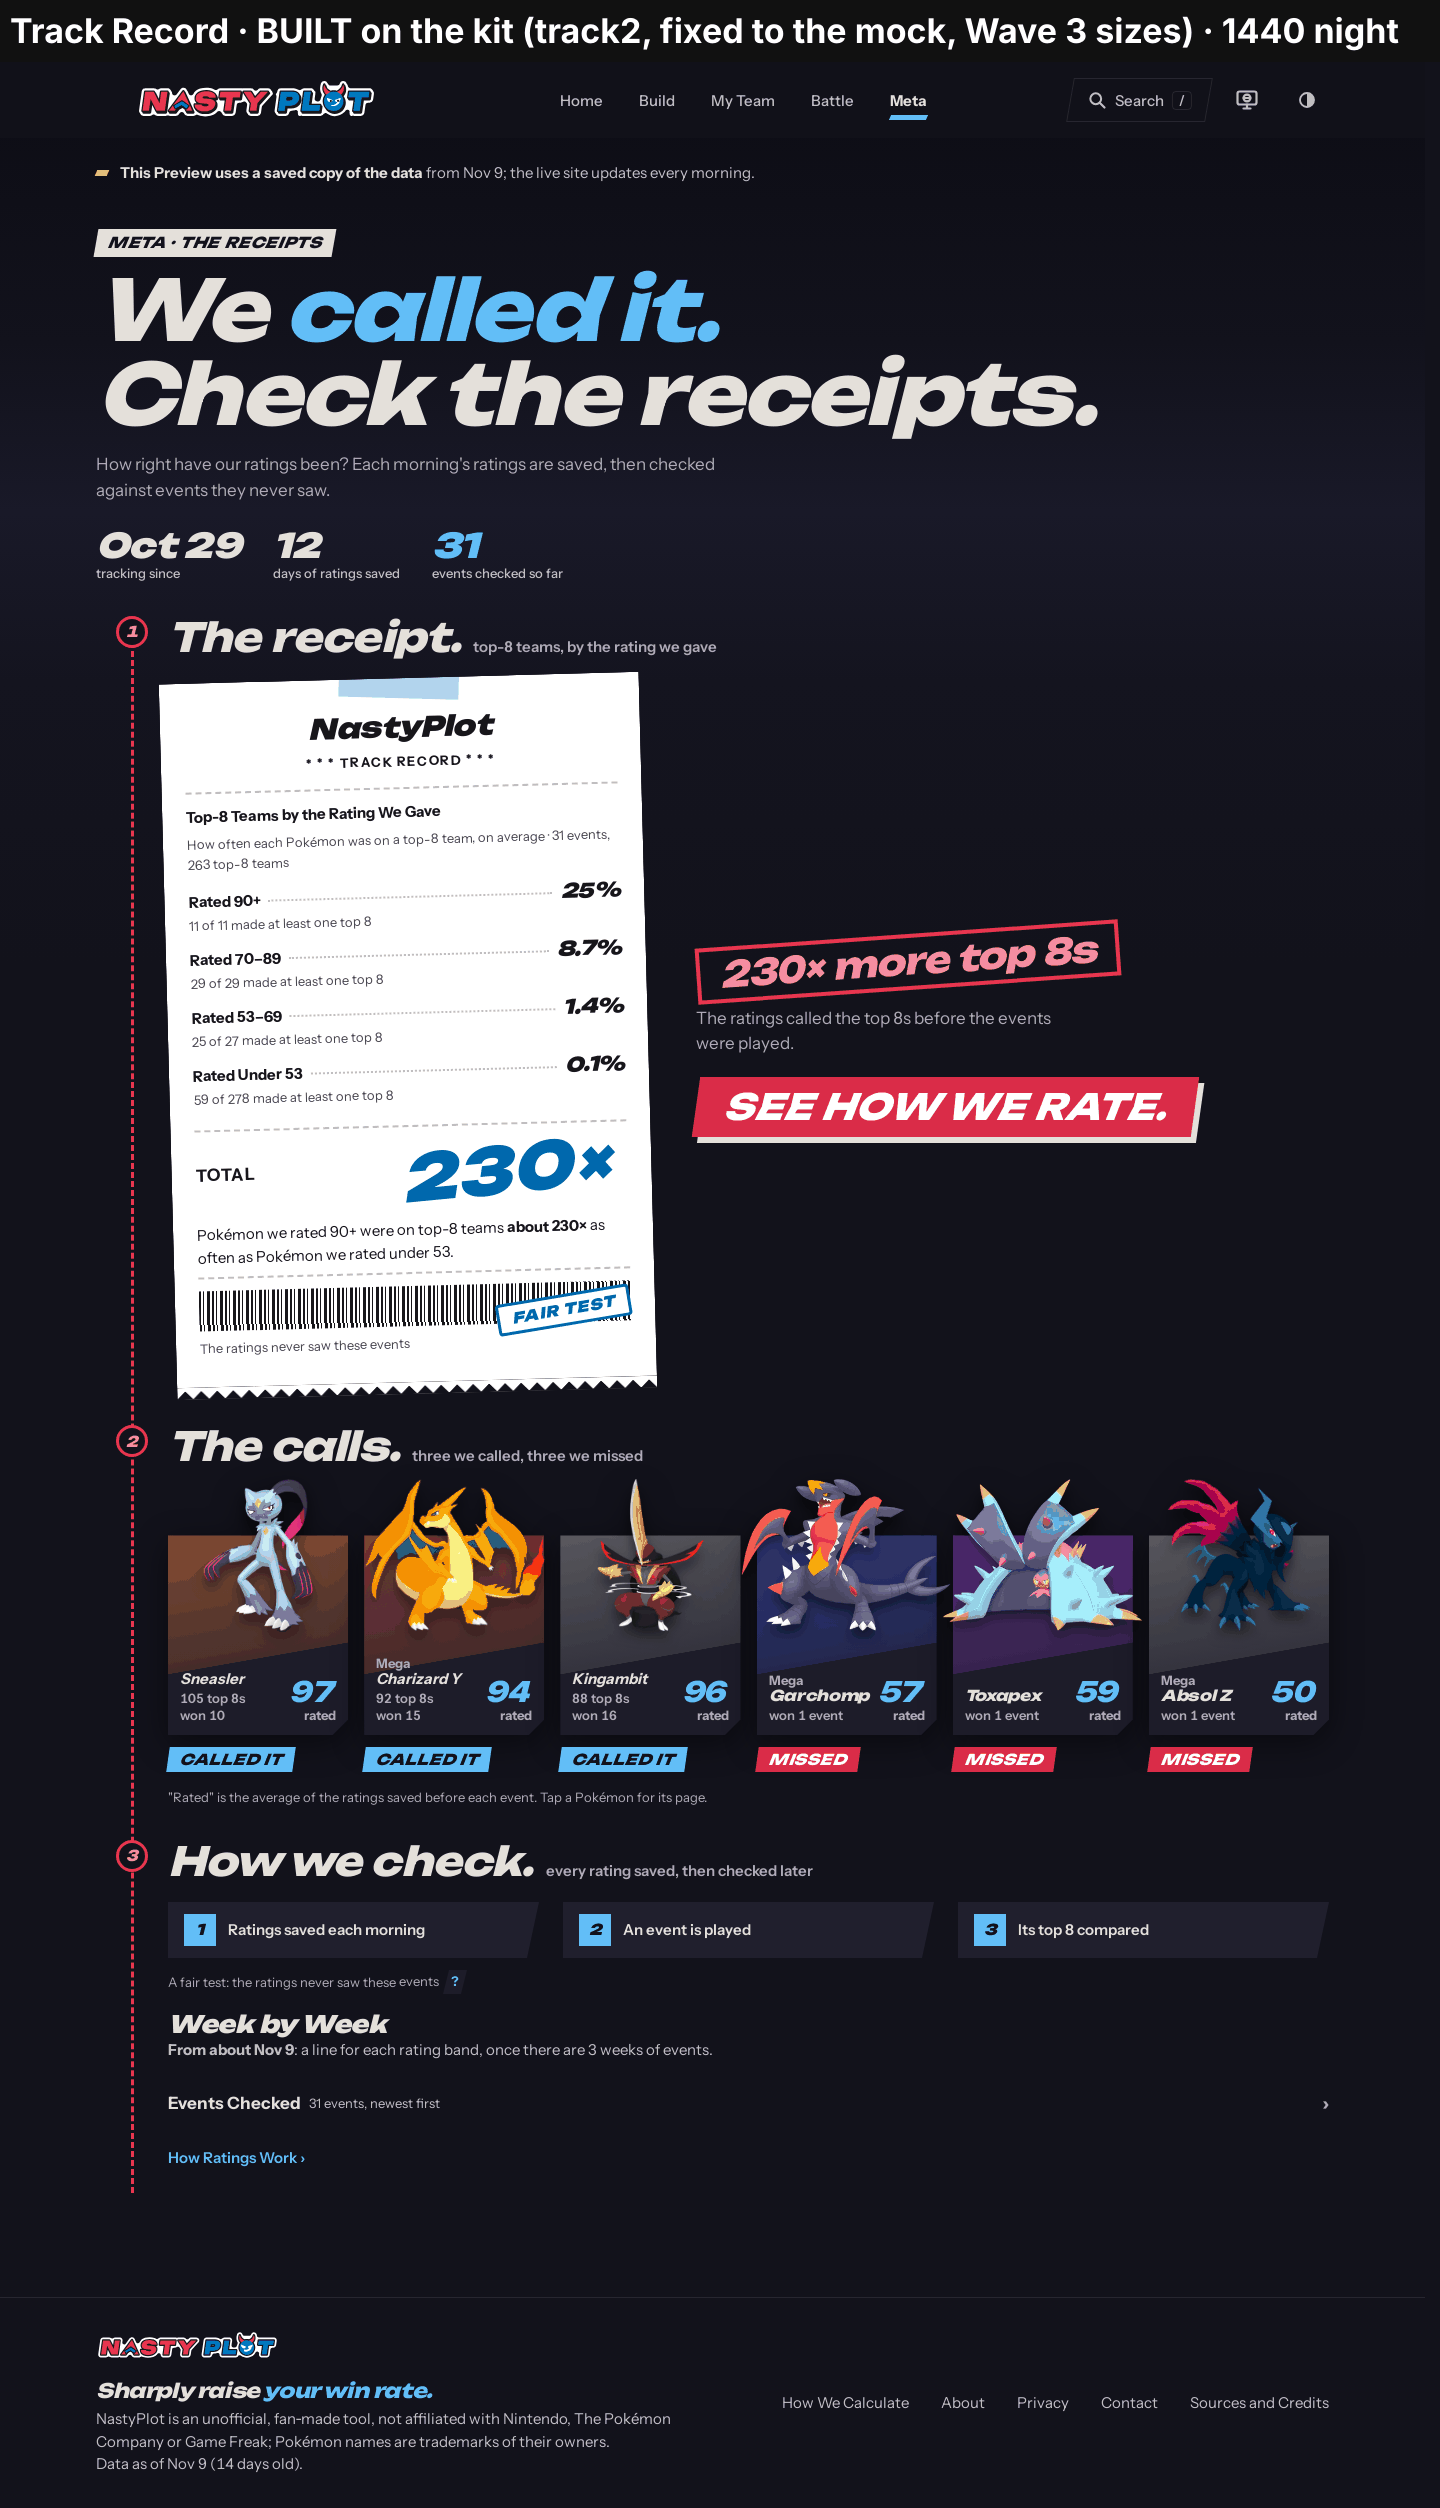 Track Record · BUILT on the kit (track2, fixed to the mock, Wave 3 sizes) · 1440 night
NASTY PLOT
Home
Build
My Team
Battle
Meta
Search /
This Preview uses a saved copy of the data from Nov 9; the live site updates every morning.
META · THE RECEIPTS
We called it.
Check the receipts.
How right have our ratings been? Each morning's ratings are saved, then checked
against events they never saw.
Oct 29
tracking since
12
days of ratings saved
31
events checked so far
1
The receipt. top-8 teams, by the rating we gave
NastyPlot
* * * TRACK RECORD * * *
Top-8 Teams by the Rating We Gave
How often each Pokémon was on a top-8 team, on average · 31 events,
263 top-8 teams
Rated 90+ 25%
11 of 11 made at least one top 8
Rated 70–89 8.7%
29 of 29 made at least one top 8
Rated 53–69 1.4%
25 of 27 made at least one top 8
Rated Under 53 0.1%
59 of 278 made at least one top 8
TOTAL 230×
Pokémon we rated 90+ were on top-8 teams about 230× as
often as Pokémon we rated under 53.
FAIR TEST
The ratings never saw these events
230× more top 8s
The ratings called the top 8s before the events
were played.
SEE HOW WE RATE.
2
The calls. three we called, three we missed
Sneasler
105 top 8s
won 10
97
rated
CALLED IT
Mega
Charizard Y
92 top 8s
won 15
94
rated
CALLED IT
Kingambit
88 top 8s
won 16
96
rated
CALLED IT
Mega
Garchomp
won 1 event
57
rated
MISSED
Toxapex
won 1 event
59
rated
MISSED
Mega
Absol Z
won 1 event
50
rated
MISSED
"Rated" is the average of the ratings saved before each event. Tap a Pokémon for its page.
3
How we check. every rating saved, then checked later
1 Ratings saved each morning
2 An event is played
3 Its top 8 compared
A fair test: the ratings never saw these events ?
Week by Week
From about Nov 9: a line for each rating band, once there are 3 weeks of events.
Events Checked 31 events, newest first ›
How Ratings Work ›
NASTY PLOT
Sharply raise your win rate.
NastyPlot is an unofficial, fan-made tool, not affiliated with Nintendo, The Pokémon
Company or Game Freak; Pokémon names are trademarks of their owners.
Data as of Nov 9 (14 days old).
How We Calculate
About
Privacy
Contact
Sources and Credits